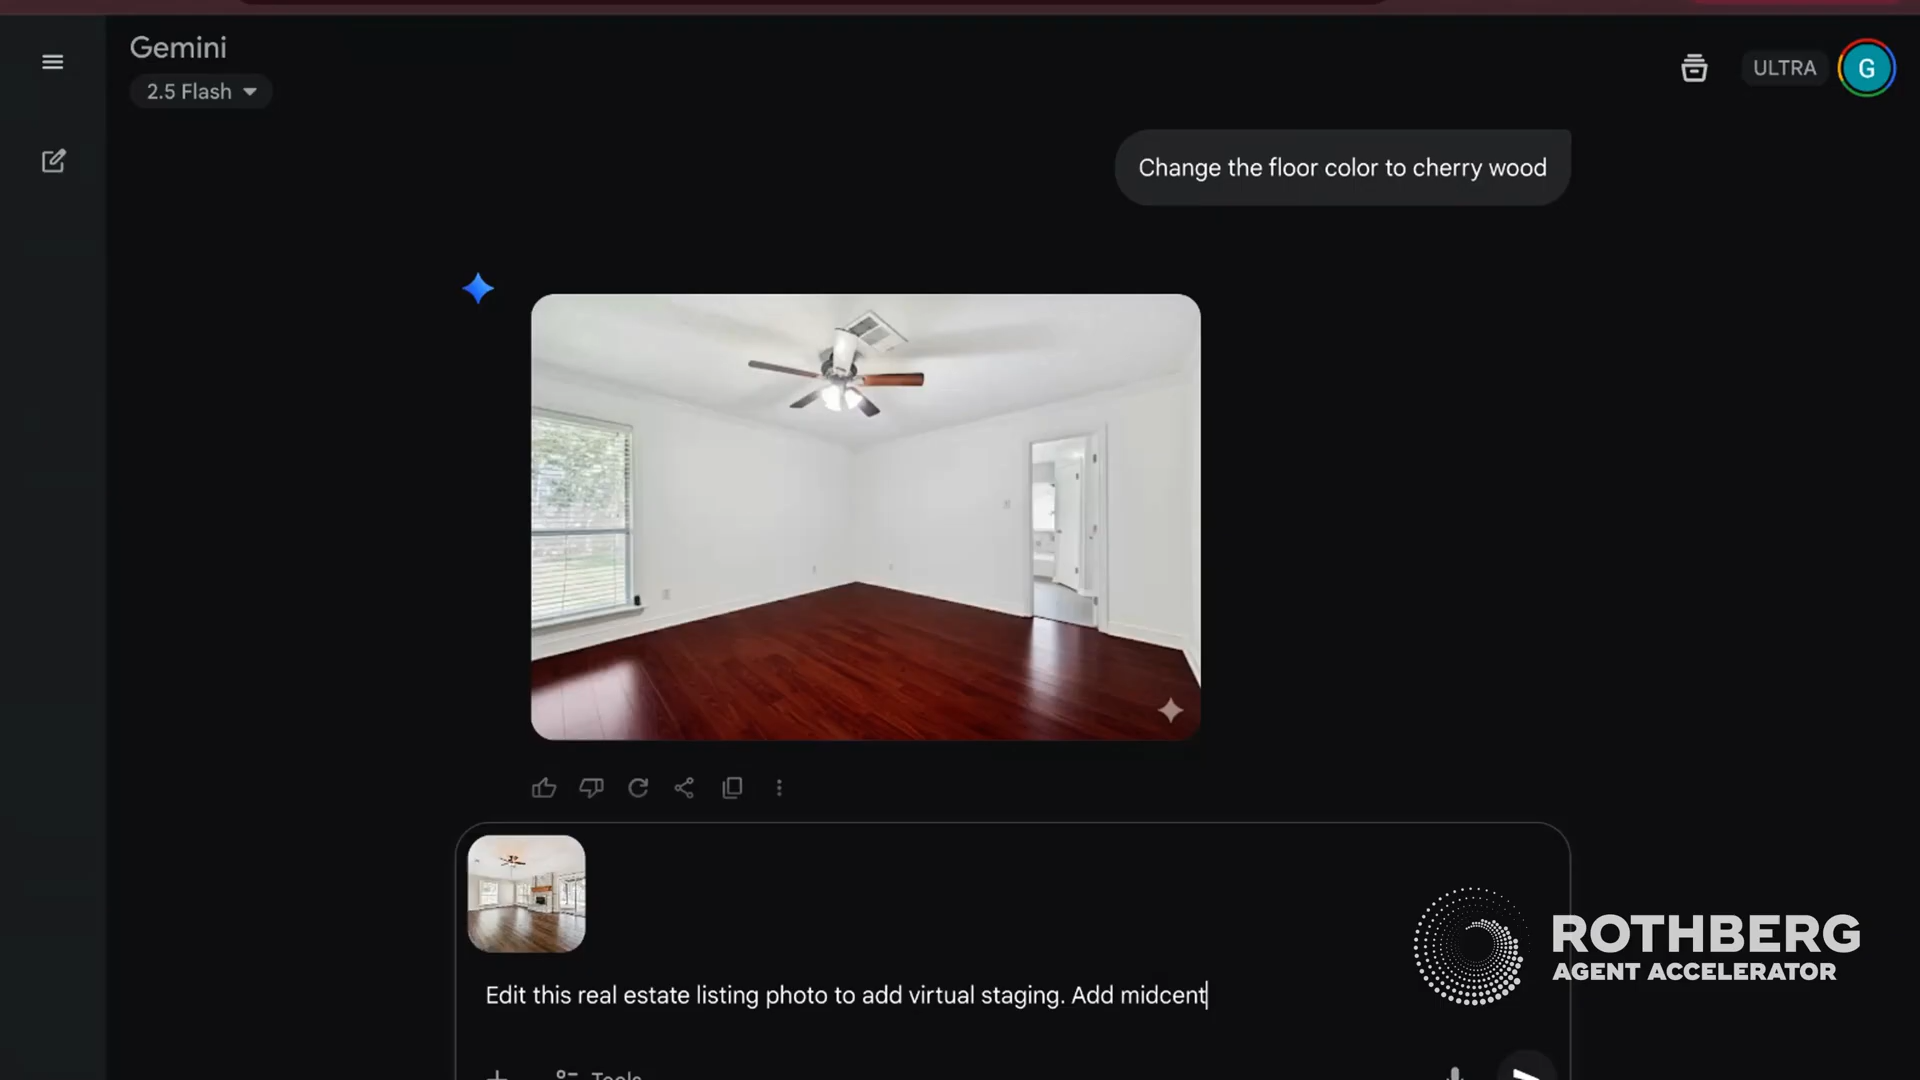 Gemini
2.5 Flash
ULTRA
G
Change the floor color to cherry wood
Edit this real estate listing photo to add virtual staging. Add midcent
Tools
ROTHBERG
AGENT ACCELERATOR